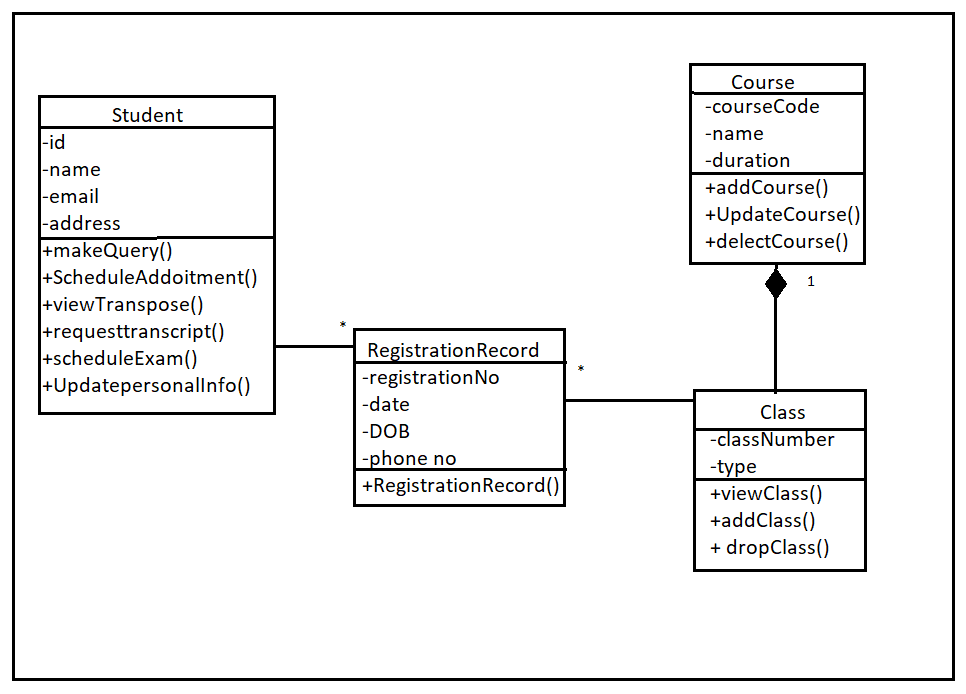 Student
-id
-name
-email
-address
+makeQuery()
+ScheduleAddoitment()
+viewTranspose()
+requesttranscript()
+scheduleExam()
+UpdatepersonalInfo()
*
RegistrationRecord
-registrationNo
-date
-DOB
-phone no
+RegistrationRecord()
*
Course
-courseCode
-name
-duration
+addCourse()
+UpdateCourse()
+delectCourse()
1
Class
-classNumber
-type
+viewClass()
+addClass()
+ dropClass()